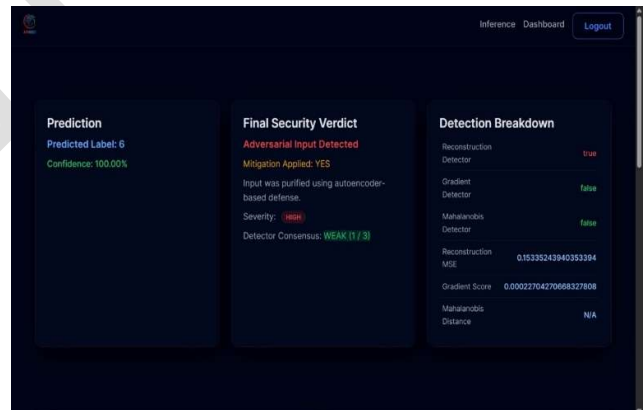 Inference Dashboard Logout
Prediction
Predicted Label: 6
Confidence: 100.00%
Final Security Verdict
Adversarial Input Detected
Mitigation Applied: YES
Input was purified using autoencoder-
based defense.
Severity: HIGH
Detector Consensus: WEAK (1 / 3)
Detection Breakdown
Reconstruction
Detector
true
Gradient
Detector
false
Mahalanobis
Detector
false
Reconstruction
MSE
0.15335243940353394
Gradient Score 0.00022704270668327808
Mahalanobis
Distance
N/A